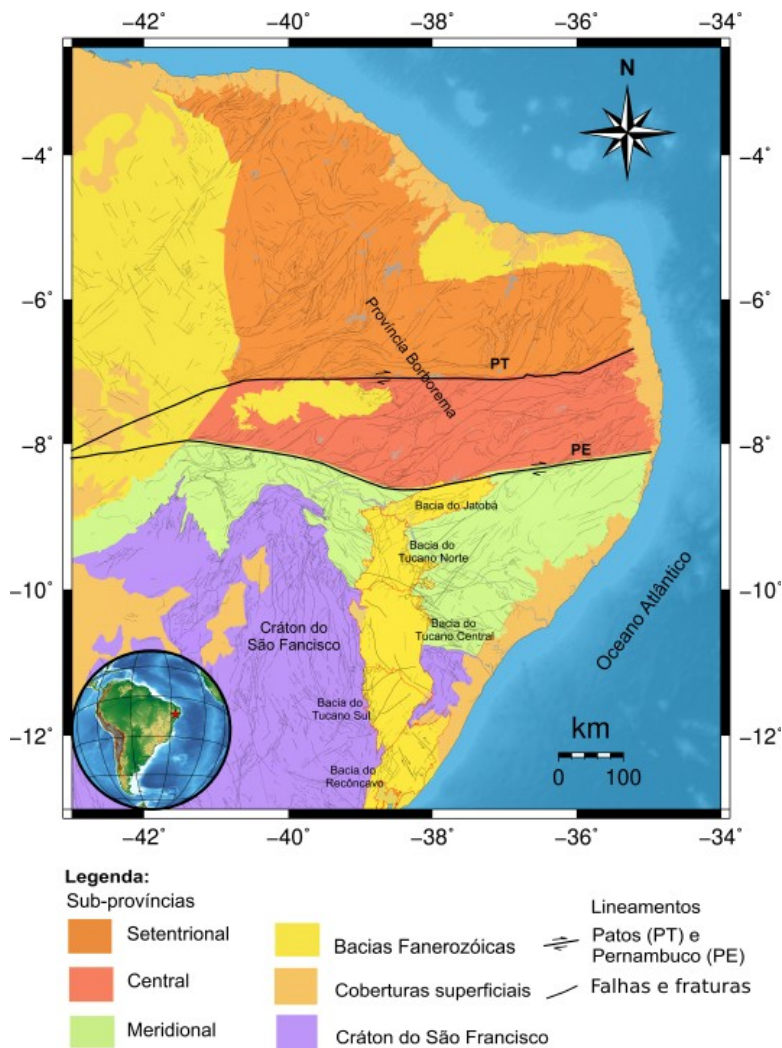 −42°
−40°
−38°
−36°
−34°
N
−4°
−4°
−6°
−6°
Província Borborema
PT
−8°
−8°
PE
Bacia do Jatobá
Bacia do
Tucano Norte
−10°
−10°
Bacia do
Tucano Central
Cráton do
São Fancisco
Oceano Atlântico
Bacia do
Tucano Sul
km
0 100
−12°
−12°
Bacia do
Recôncavo
−42°
−40°
−38°
−36°
−34°
Legenda:
Sub-províncias
Setentrional
Central
Meridional
Bacias Fanerozóicas
Coberturas superficiais
Cráton do São Francisco
Lineamentos
Patos (PT) e
Pernambuco (PE)
Falhas e fraturas